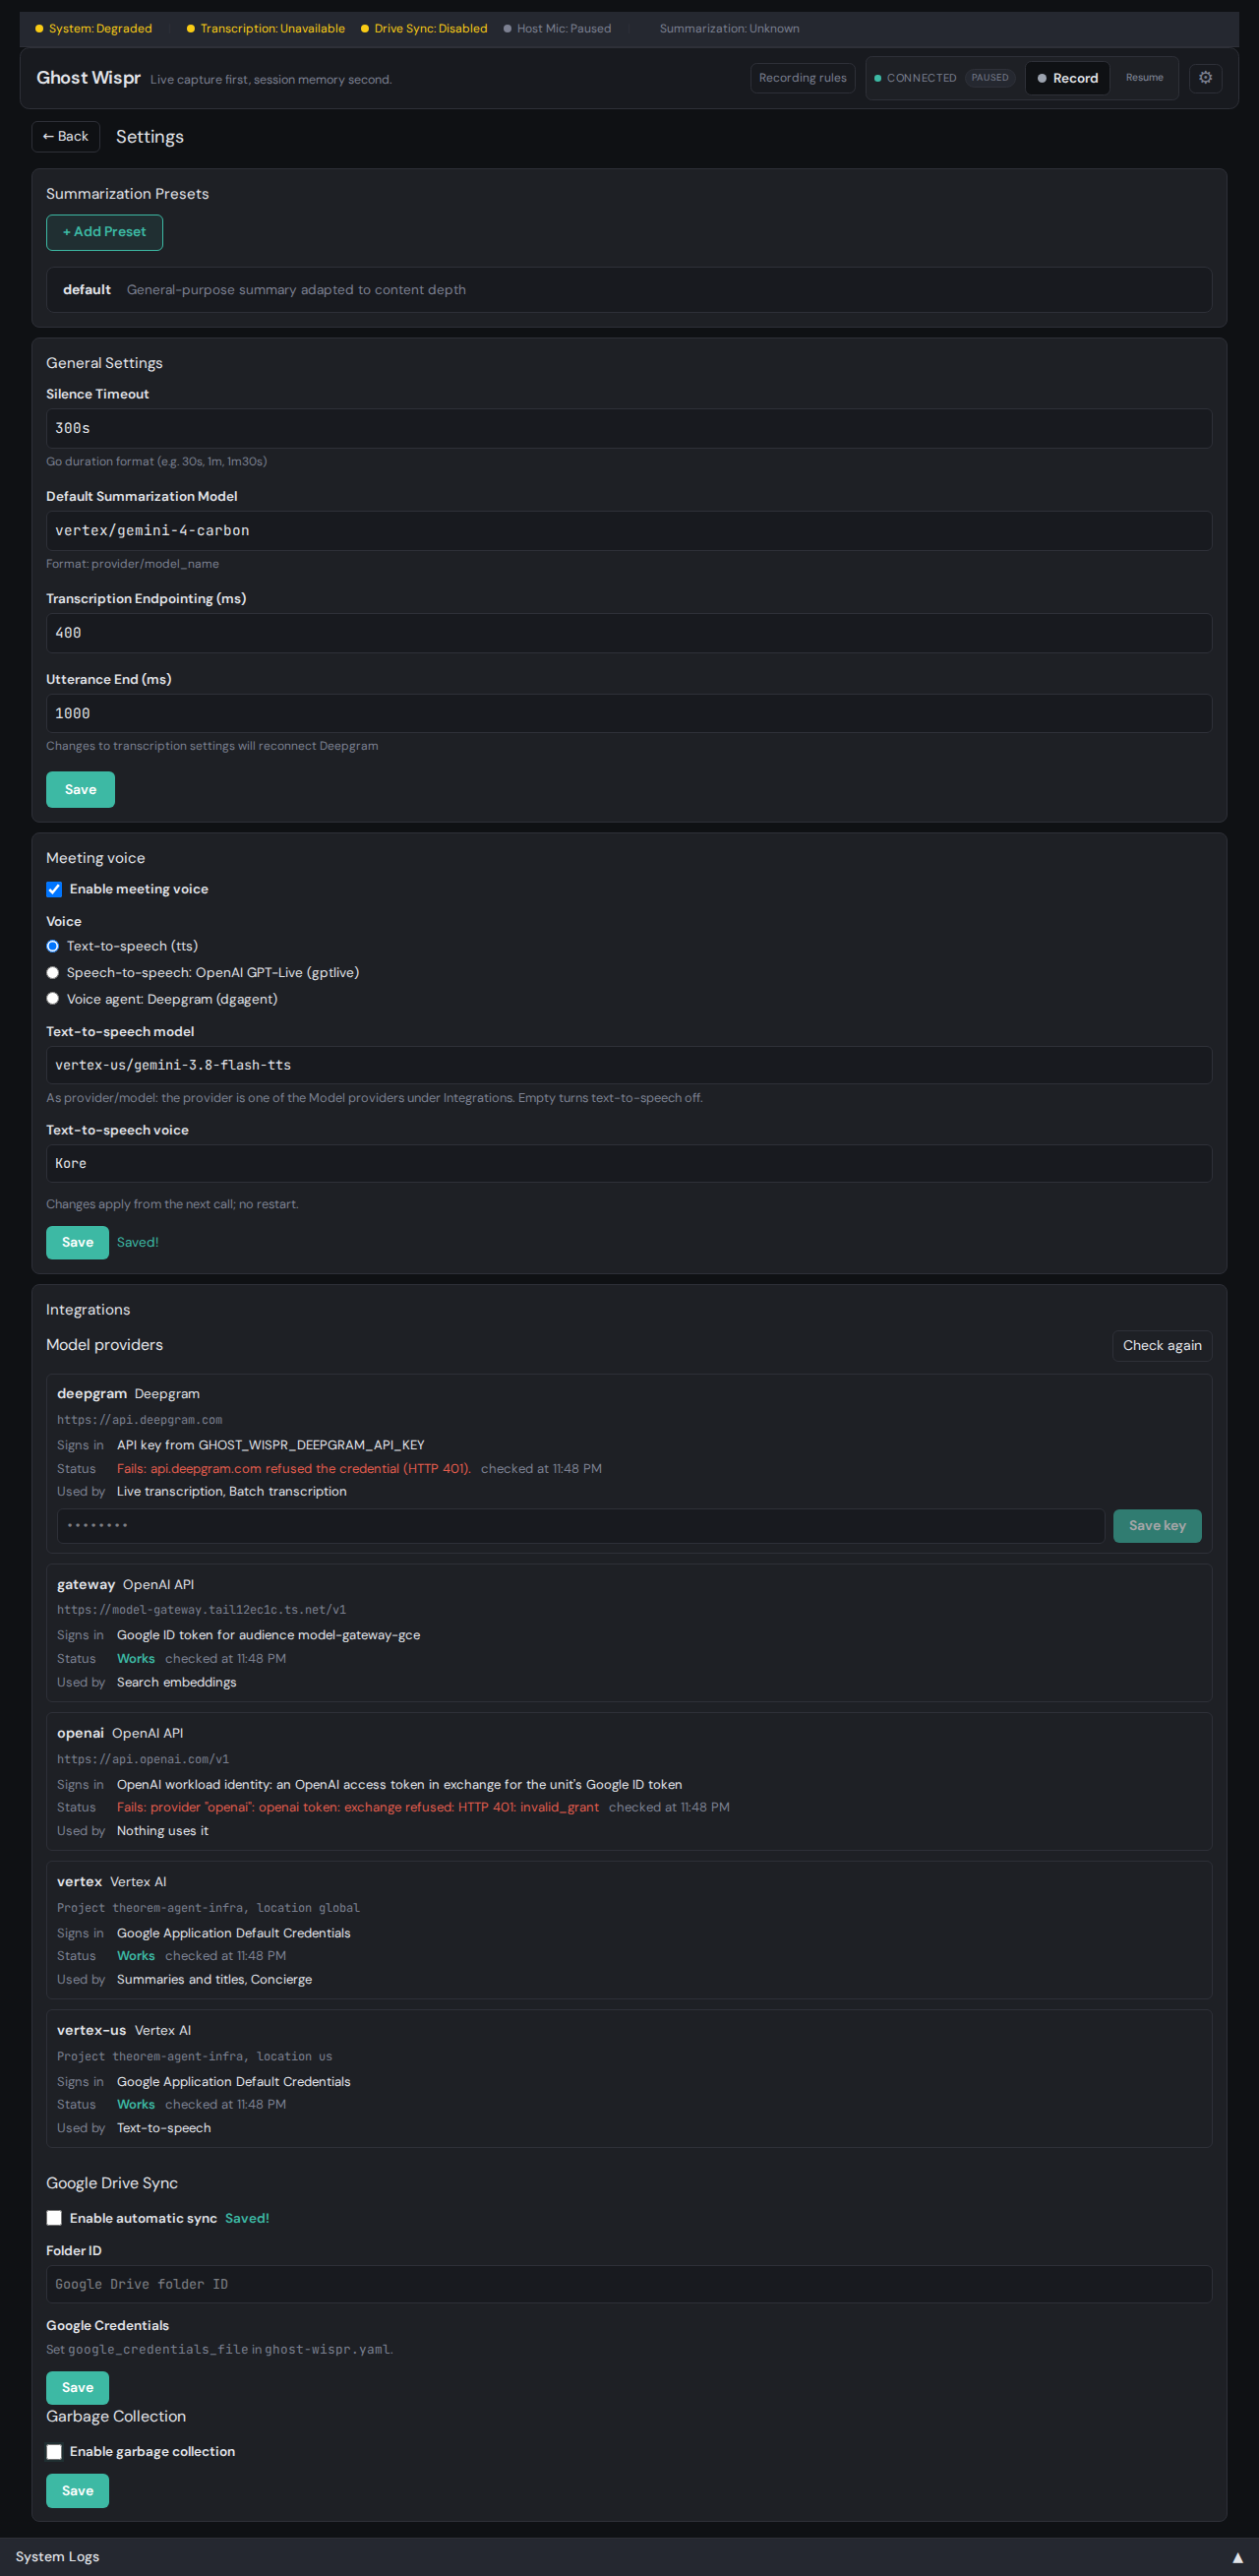 System: Degraded Transcription: Unavailable Drive Sync: Disabled Host Mic: Paused Summarization: Unknown
Ghost Wispr Live capture first, session memory second. Recording rules CONNECTED PAUSED Record Resume
← Back Settings
Summarization Presets
+ Add Preset
default General-purpose summary adapted to content depth
General Settings
Silence Timeout
300s
Go duration format (e.g. 30s, 1m, 1m30s)
Default Summarization Model
vertex/gemini-4-carbon
Format: provider/model_name
Transcription Endpointing (ms)
400
Utterance End (ms)
1000
Changes to transcription settings will reconnect Deepgram
Save
Meeting voice
Enable meeting voice
Voice
Text-to-speech (tts)
Speech-to-speech: OpenAI GPT-Live (gptlive)
Voice agent: Deepgram (dgagent)
Text-to-speech model
vertex-us/gemini-3.8-flash-tts
As provider/model: the provider is one of the Model providers under Integrations. Empty turns text-to-speech off.
Text-to-speech voice
Kore
Changes apply from the next call; no restart.
Save Saved!
Integrations
Model providers Check again
deepgram Deepgram
https://api.deepgram.com
Signs in API key from GHOST_WISPR_DEEPGRAM_API_KEY
Status Fails: api.deepgram.com refused the credential (HTTP 401). checked at 11:48 PM
Used by Live transcription, Batch transcription
•••••••• Save key
gateway OpenAI API
https://model-gateway.tail12ec1c.ts.net/v1
Signs in Google ID token for audience model-gateway-gce
Status Works checked at 11:48 PM
Used by Search embeddings
openai OpenAI API
https://api.openai.com/v1
Signs in OpenAI workload identity: an OpenAI access token in exchange for the unit's Google ID token
Status Fails: provider "openai": openai token: exchange refused: HTTP 401: invalid_grant checked at 11:48 PM
Used by Nothing uses it
vertex Vertex AI
Project theorem-agent-infra, location global
Signs in Google Application Default Credentials
Status Works checked at 11:48 PM
Used by Summaries and titles, Concierge
vertex-us Vertex AI
Project theorem-agent-infra, location us
Signs in Google Application Default Credentials
Status Works checked at 11:48 PM
Used by Text-to-speech
Google Drive Sync
Enable automatic sync Saved!
Folder ID
Google Drive folder ID
Google Credentials
Set google_credentials_file in ghost-wispr.yaml.
Save
Garbage Collection
Enable garbage collection
Save
System Logs ▲